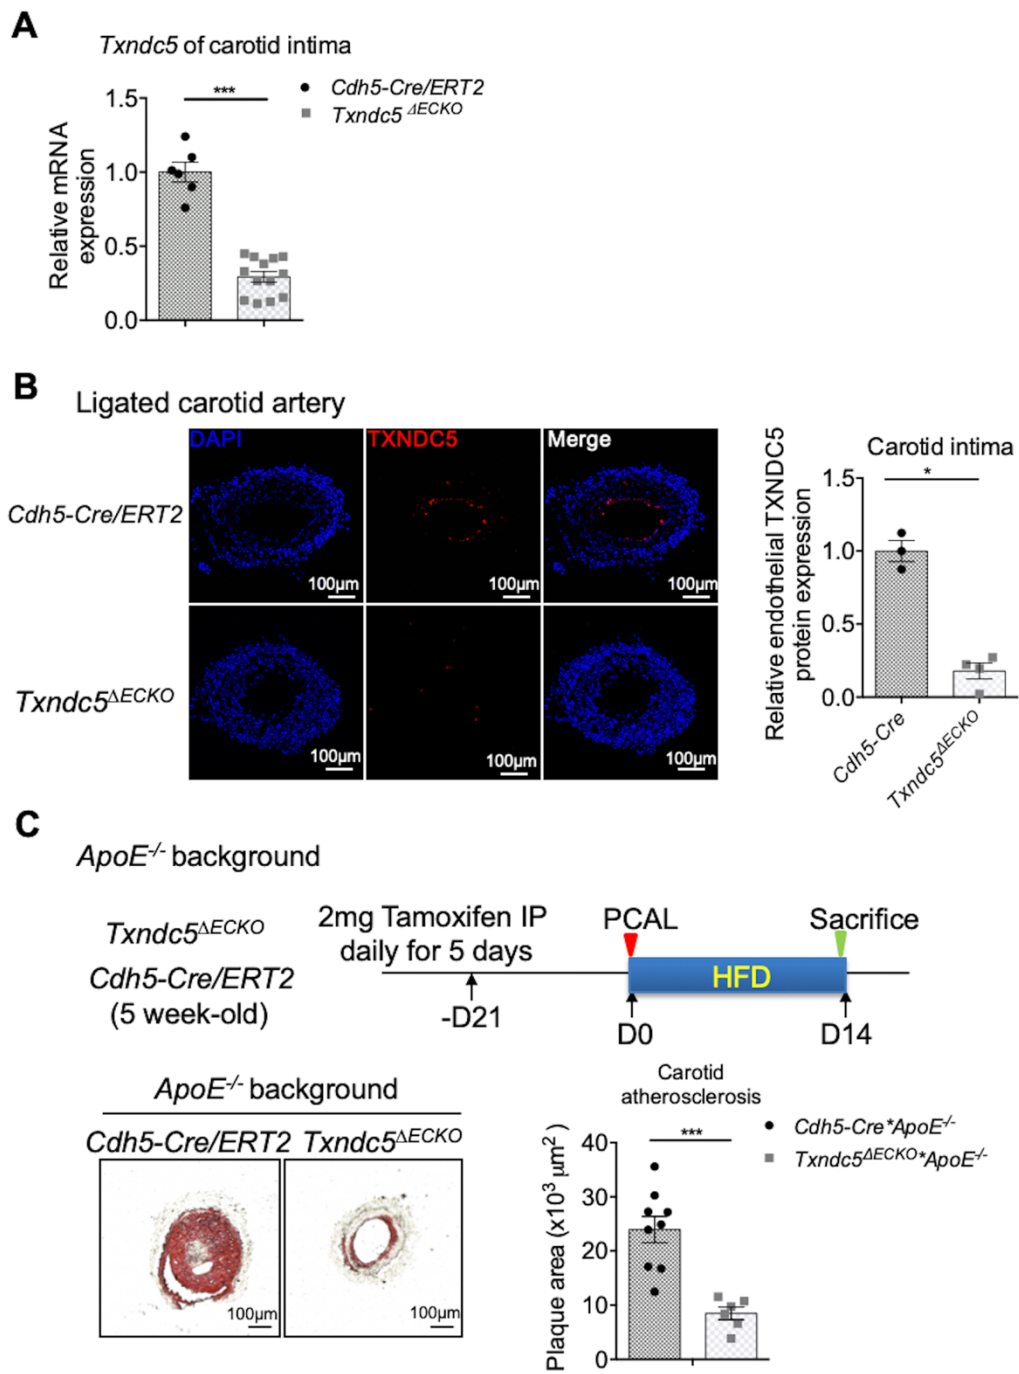 A
Txndc5 of carotid intima
Relative mRNA
expression
1.5
1.0
0.5
0.0
***
Cdh5-Cre/ERT2
Txndc5 ΔECKO
B
Ligated carotid artery
DAPI
TXNDC5
Merge
Cdh5-Cre/ERT2
100μm
100μm
100μm
Txndc5ΔECKO
100μm
100μm
100μm
Carotid intima
Relative endothelial TXNDC5
protein expression
1.5
1.0
0.5
0.0
*
Cdh5-Cre
Txndc5ΔECKO
C
ApoE-/- background
Txndc5ΔECKO
Cdh5-Cre/ERT2
(5 week-old)
2mg Tamoxifen IP
daily for 5 days
PCAL
Sacrifice
HFD
-D21
D0
D14
ApoE-/- background
Cdh5-Cre/ERT2
Txndc5ΔECKO
100μm
100μm
Carotid
atherosclerosis
Plaque area (x10³ μm²)
40
30
20
10
0
***
Cdh5-Cre*ApoE-/-
Txndc5ΔECKO*ApoE-/-